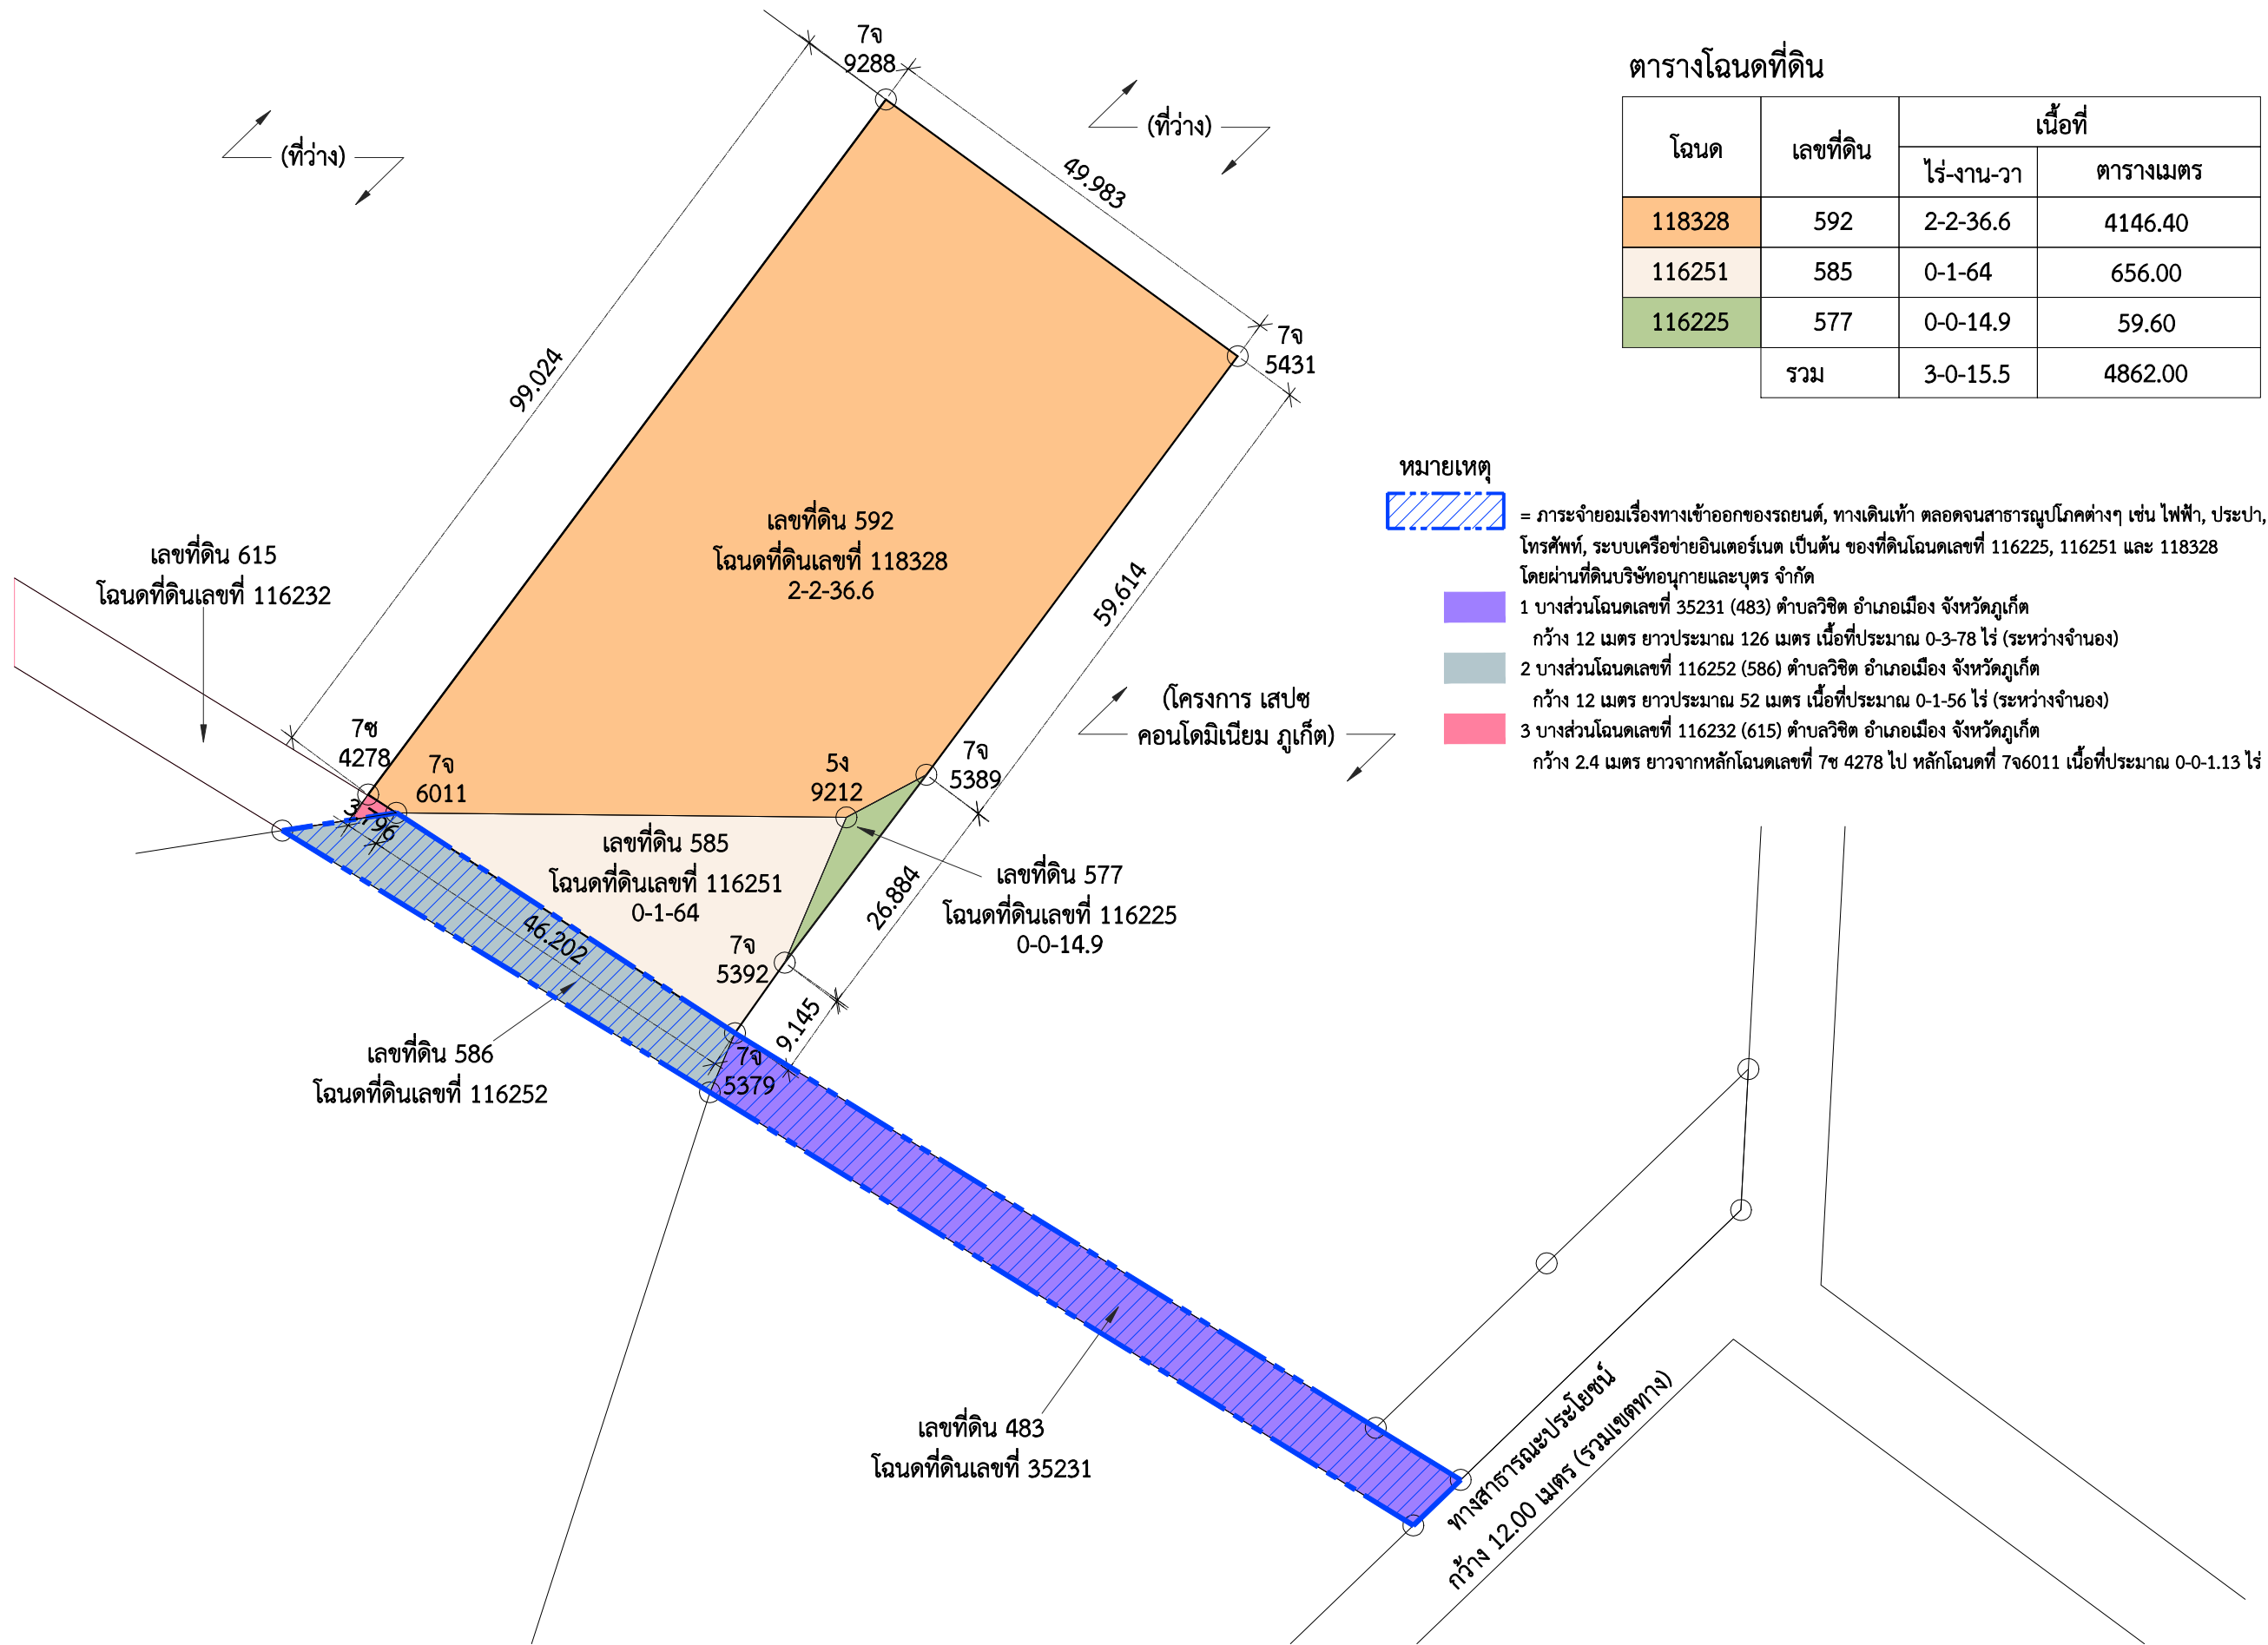 7จ
9288
(ที่ว่าง)
(ที่ว่าง)
49.983
99.024
7จ
5431
ตารางโฉนดที่ดิน
โฉนด เลขที่ดิน เนื้อที่
ไร่-งาน-วา ตารางเมตร
118328 592 2-2-36.6 4146.40
116251 585 0-1-64 656.00
116225 577 0-0-14.9 59.60
รวม 3-0-15.5 4862.00
หมายเหตุ
= ภาระจำยอมเรื่องทางเข้าออกของรถยนต์, ทางเดินเท้า ตลอดจนสาธารณูปโภคต่างๆ เช่น ไฟฟ้า, ประปา,
โทรศัพท์, ระบบเครือข่ายอินเตอร์เนต เป็นต้น ของที่ดินโฉนดเลขที่ 116225, 116251 และ 118328
โดยผ่านที่ดินบริษัทอนุกายและบุตร จำกัด
1 บางส่วนโฉนดเลขที่ 35231 (483) ตำบลวิชิต อำเภอเมือง จังหวัดภูเก็ต
กว้าง 12 เมตร ยาวประมาณ 126 เมตร เนื้อที่ประมาณ 0-3-78 ไร่ (ระหว่างจำนอง)
2 บางส่วนโฉนดเลขที่ 116252 (586) ตำบลวิชิต อำเภอเมือง จังหวัดภูเก็ต
กว้าง 12 เมตร ยาวประมาณ 52 เมตร เนื้อที่ประมาณ 0-1-56 ไร่ (ระหว่างจำนอง)
3 บางส่วนโฉนดเลขที่ 116232 (615) ตำบลวิชิต อำเภอเมือง จังหวัดภูเก็ต
กว้าง 2.4 เมตร ยาวจากหลักโฉนดเลขที่ 7ช 4278 ไป หลักโฉนดที่ 7จ6011 เนื้อที่ประมาณ 0-0-1.13 ไร่
เลขที่ดิน 592
โฉนดที่ดินเลขที่ 118328
2-2-36.6
เลขที่ดิน 615
โฉนดที่ดินเลขที่ 116232
59.614
(โครงการ เสปซ
คอนโดมิเนียม ภูเก็ต)
7ช
4278
7จ
6011
5ง
9212
7จ
5389
3.796
เลขที่ดิน 585
โฉนดที่ดินเลขที่ 116251
0-1-64
26.884
เลขที่ดิน 577
โฉนดที่ดินเลขที่ 116225
0-0-14.9
46.202
7จ
5392
9.145
7จ
5379
เลขที่ดิน 586
โฉนดที่ดินเลขที่ 116252
เลขที่ดิน 483
โฉนดที่ดินเลขที่ 35231
ทางสาธารณะประโยชน์
กว้าง 12.00 เมตร (รวมเขตทาง)